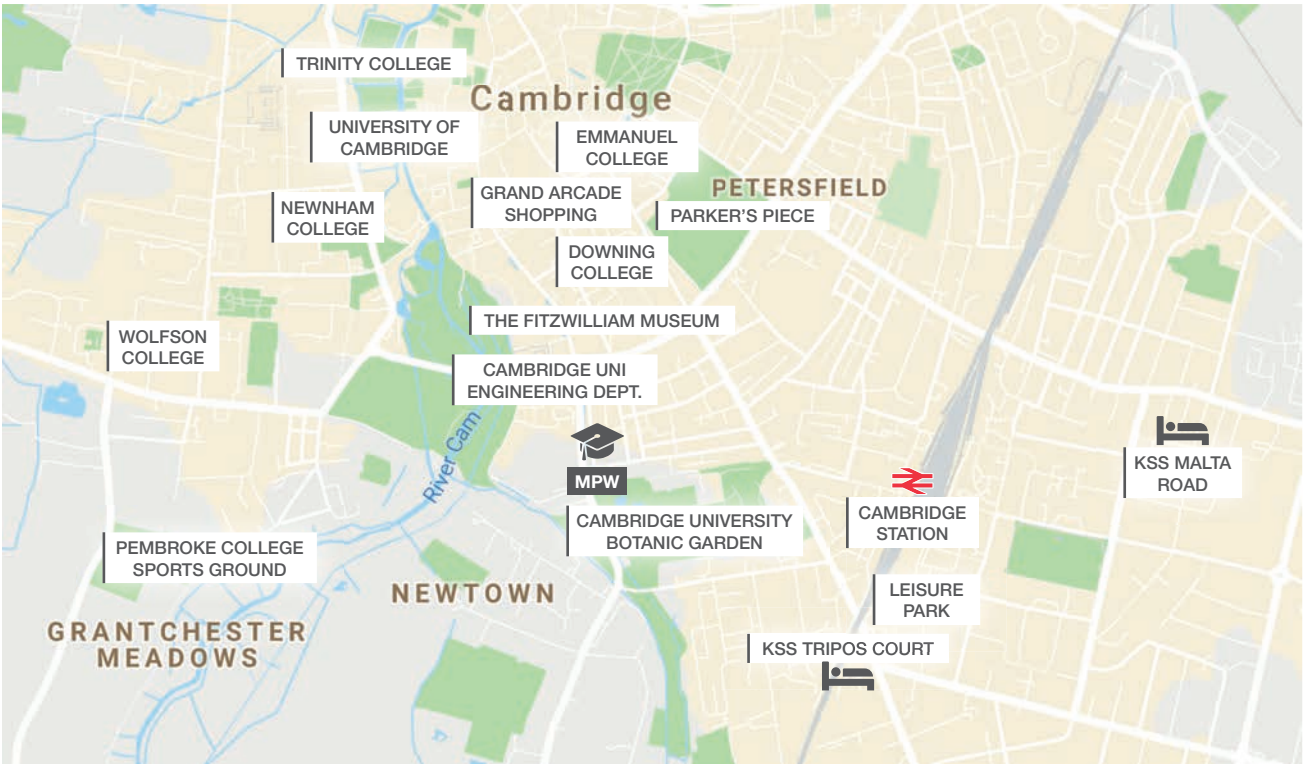 TRINITY COLLEGE
Cambridge
UNIVERSITY OF
CAMBRIDGE
EMMANUEL
COLLEGE
PETERSFIELD
GRAND ARCADE
SHOPPING
NEWNHAM
COLLEGE
PARKER'S PIECE
DOWNING
COLLEGE
THE FITZWILLIAM MUSEUM
WOLFSON
COLLEGE
CAMBRIDGE UNI
ENGINEERING DEPT.
River Cam
MPW
KSS MALTA
ROAD
CAMBRIDGE
STATION
CAMBRIDGE UNIVERSITY
BOTANIC GARDEN
PEMBROKE COLLEGE
SPORTS GROUND
NEWTOWN
LEISURE
PARK
GRANTCHESTER
MEADOWS
KSS TRIPOS COURT